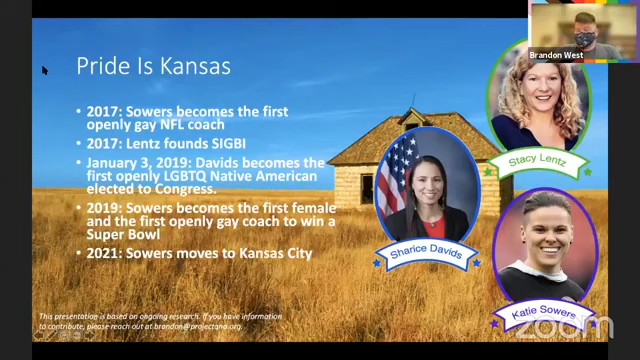 Brandon West
Pride Is Kansas
• 2017: Sowers becomes the first
openly gay NFL coach
• 2017: Lentz founds SIGBI
• January 3, 2019: Davids becomes the
first openly LGBTQ Native American
elected to Congress.
• 2019: Sowers becomes the first female
and the first openly gay coach to win a
Super Bowl
• 2021: Sowers moves to Kansas City
Stacy Lentz
Sharice Davids
Katie Sowers
This presentation is based on ongoing research. If you have information
to contribute, please reach out at brandon@projectqna.org.
zoom